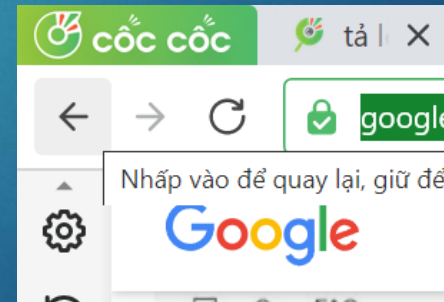 cốc cốc
tả l
google
Nhấp vào để quay lại, giữ để
Google